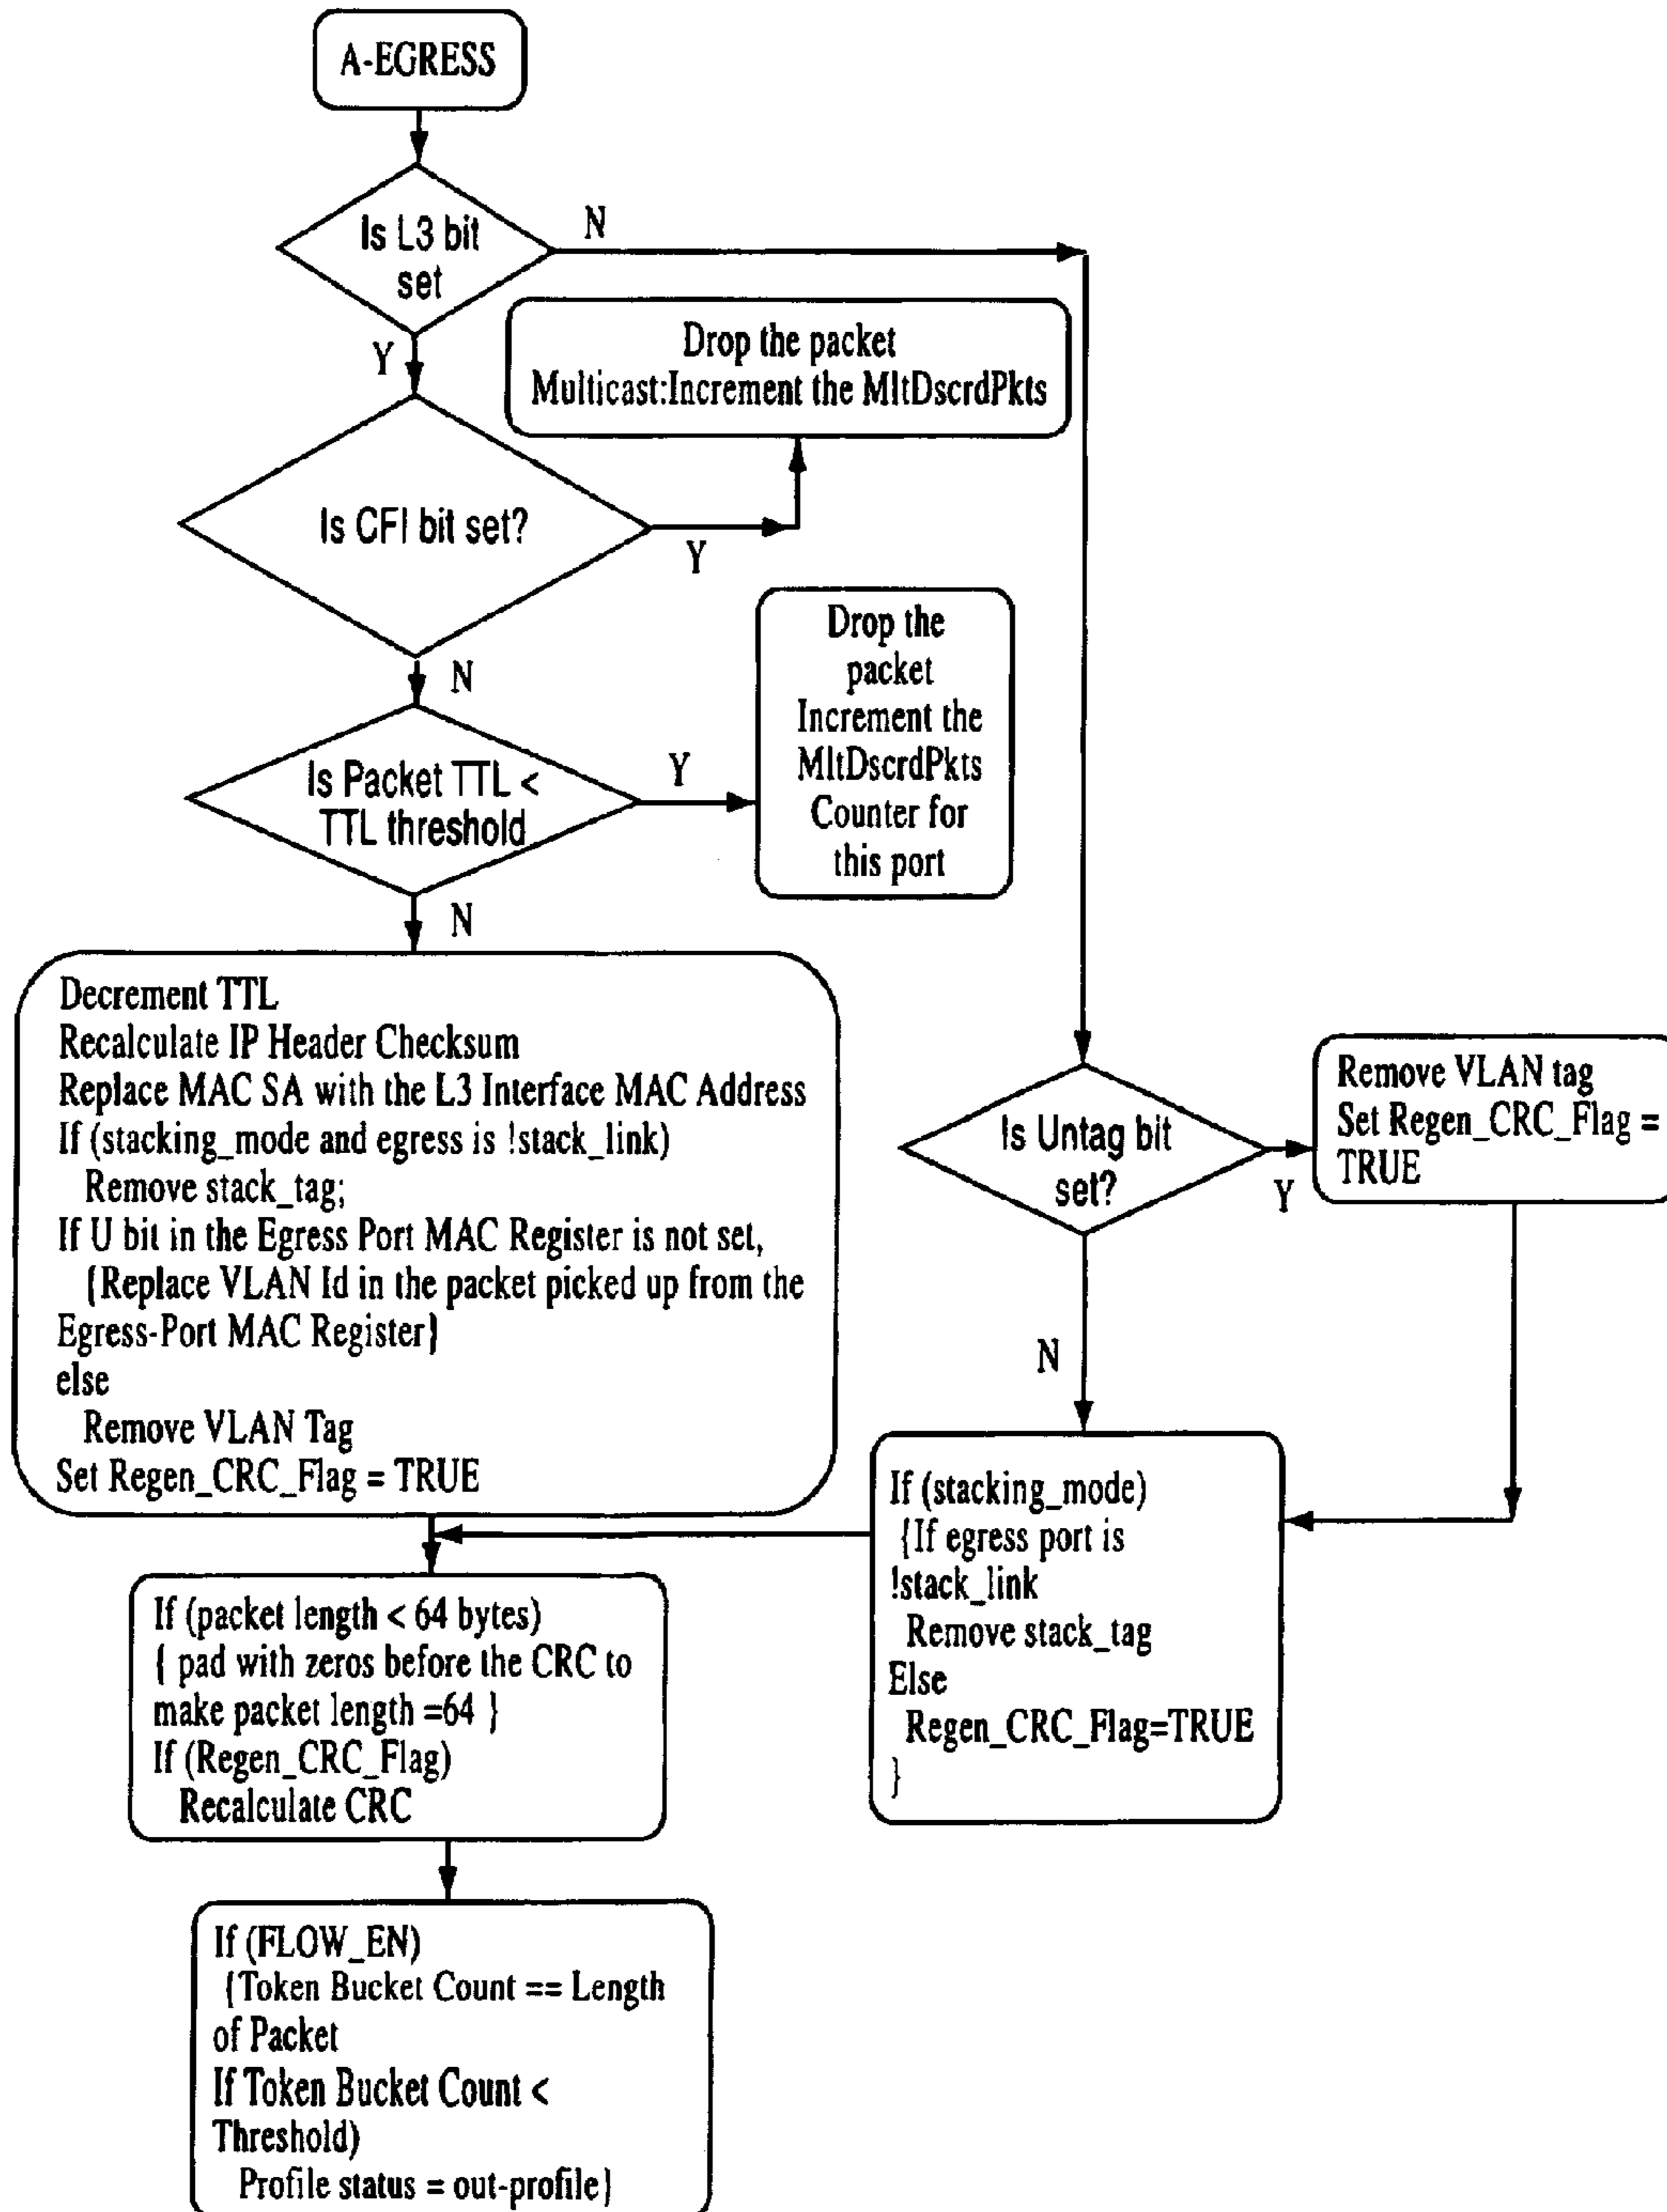 A-EGRESS
Is L3 bit
set
N
Y
Drop the packet
Multicast:Increment the MltDscrdPkts
Is CFI bit set?
Y
N
Drop the
packet
Increment the
MltDscrdPkts
Counter for
this port
Is Packet TTL <
TTL threshold
Y
N
Decrement TTL
Recalculate IP Header Checksum
Replace MAC SA with the L3 Interface MAC Address
If (stacking_mode and egress is !stack_link)
Remove stack_tag;
If U bit in the Egress Port MAC Register is not set,
{Replace VLAN Id in the packet picked up from the
Egress-Port MAC Register}
else
Remove VLAN Tag
Set Regen_CRC_Flag = TRUE
Is Untag bit
set?
Y
N
Remove VLAN tag
Set Regen_CRC_Flag =
TRUE
If (stacking_mode)
{If egress port is
!stack_link
Remove stack_tag
Else
Regen_CRC_Flag=TRUE
}
If (packet length < 64 bytes)
{ pad with zeros before the CRC to
make packet length =64 }
If (Regen_CRC_Flag)
Recalculate CRC
If (FLOW_EN)
{Token Bucket Count == Length
of Packet
If Token Bucket Count <
Threshold)
Profile status = out-profile}